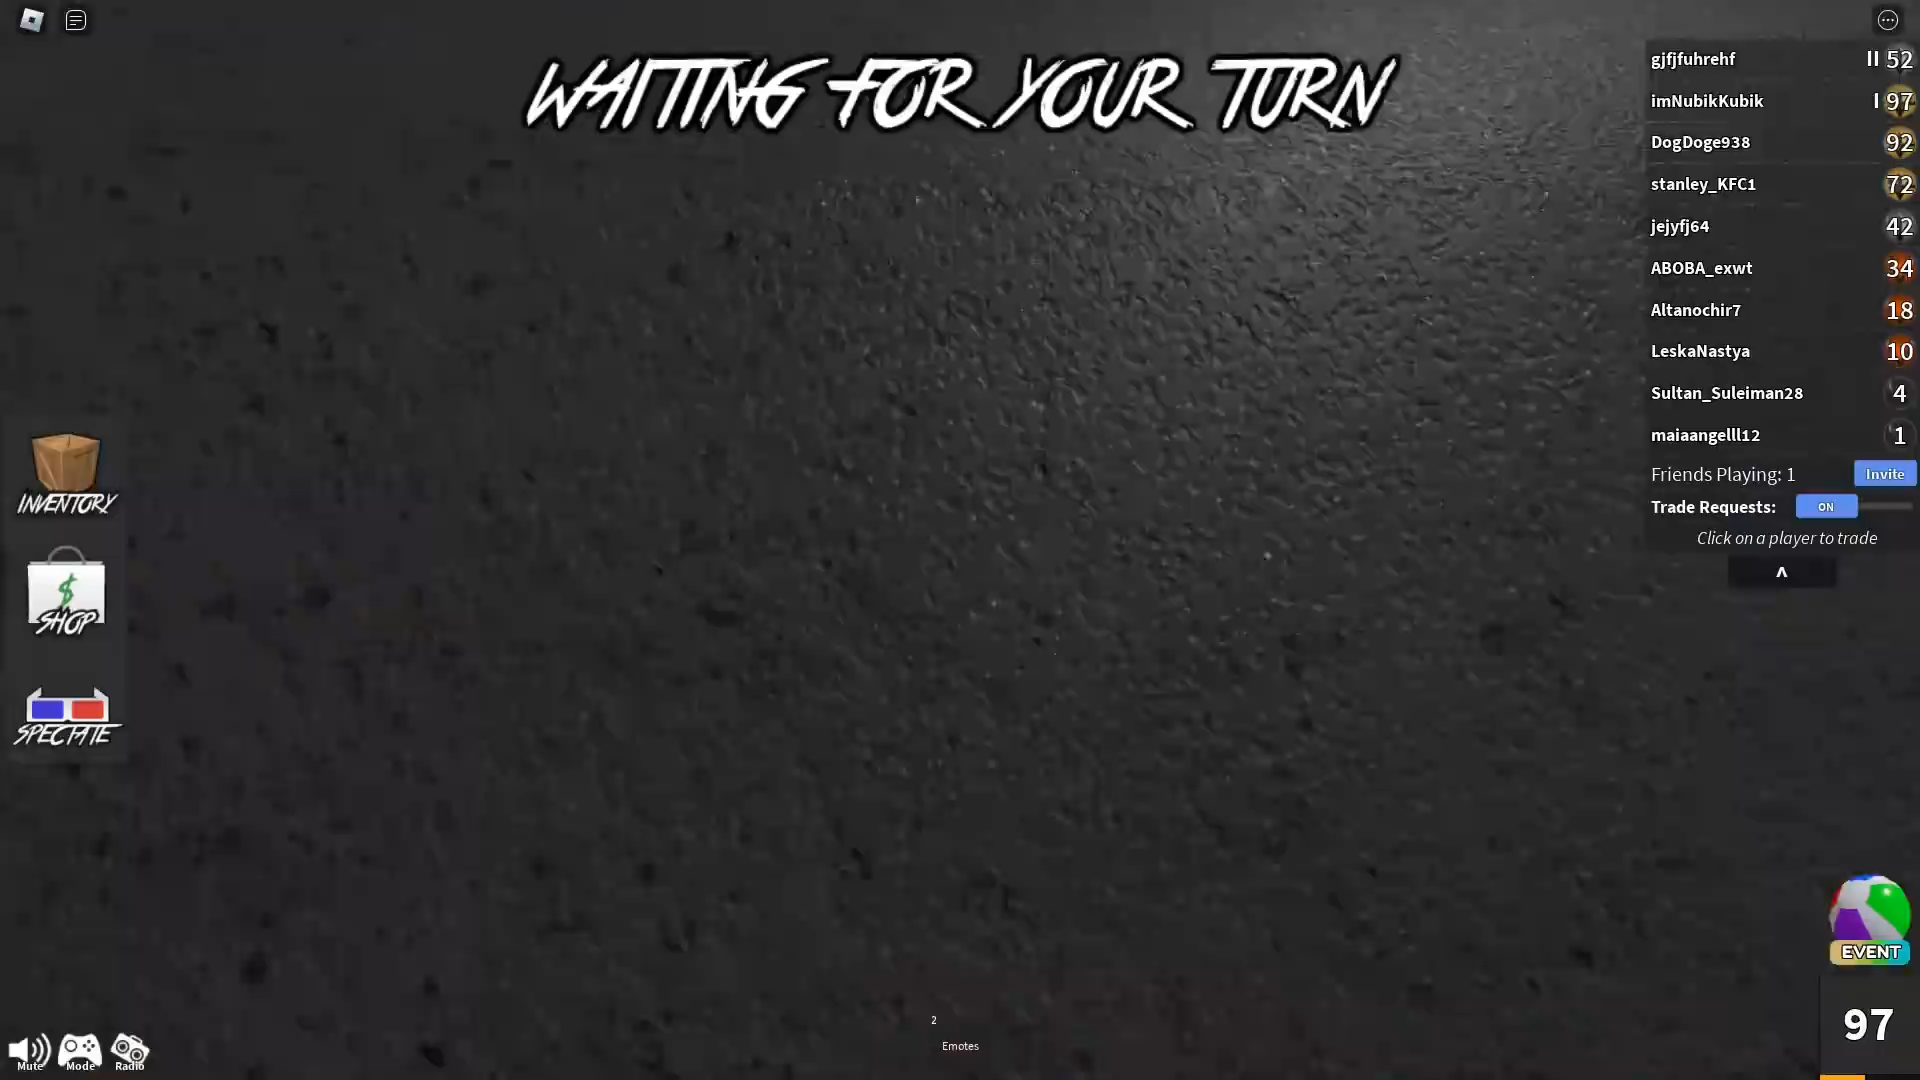 WAITING FOR YOUR TURN
gjfjfuhrehf II 52
imNubikKubik I 97
DogDoge938 92
stanley_KFC1 72
jejyfj64 42
ABOBA_exwt 34
Altanochir7 18
LeskaNastya 10
Sultan_Suleiman28 4
maiaangelll12 1
Friends Playing: 1 Invite
Trade Requests: ON
Click on a player to trade
^
INVENTORY
$
SHOP
SPECTATE
EVENT
97
2
Emotes
Mute Mode Radio